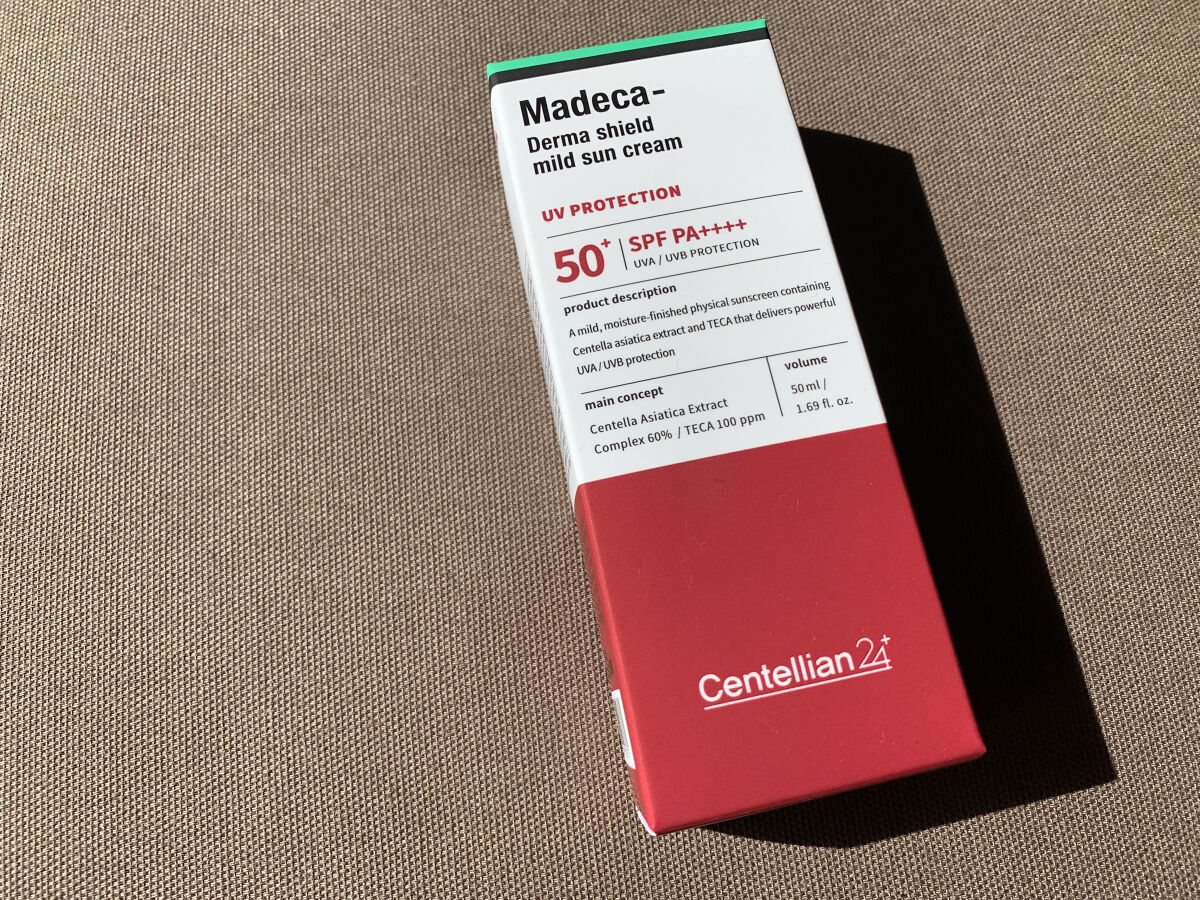 Madeca-
Derma shield
mild sun cream
UV PROTECTION
50+ SPF PA++++
UVA / UVB PROTECTION
product description
A mild, moisture-finished physical sunscreen containing
Centella asiatica extract and TECA that delivers powerful
UVA / UVB protection
main concept
Centella Asiatica Extract
Complex 60% / TECA 100 ppm
volume
50 ml /
1.69 fl. oz.
Centellian 24+